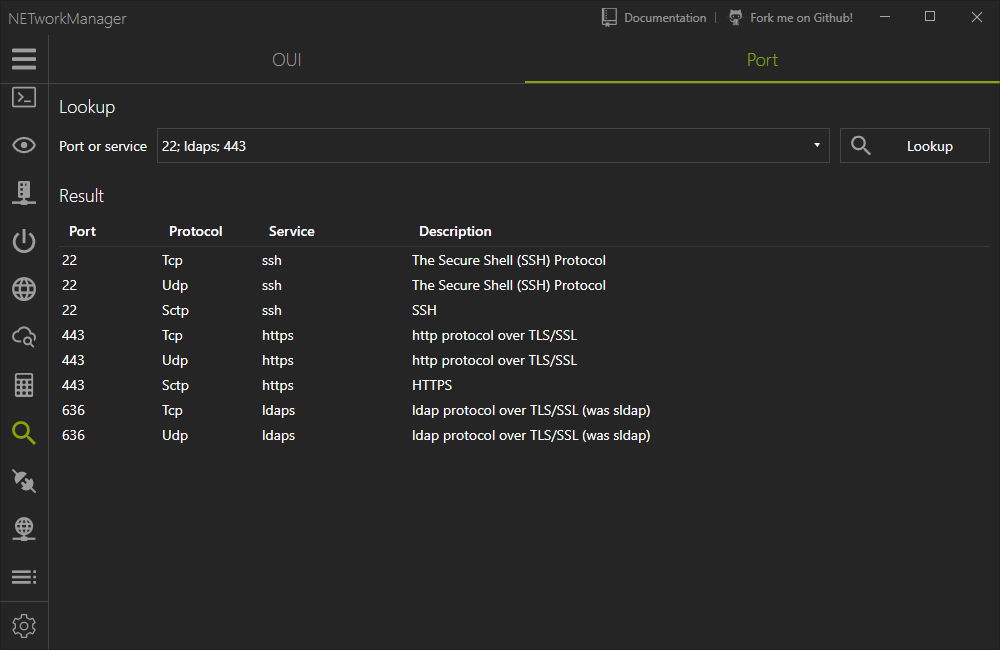 NETworkManager Documentation | Fork me on Github!
OUI Port
Lookup
Port or service 22; ldaps; 443 Lookup
Result
Port Protocol Service Description
22 Tcp ssh The Secure Shell (SSH) Protocol
22 Udp ssh The Secure Shell (SSH) Protocol
22 Sctp ssh SSH
443 Tcp https http protocol over TLS/SSL
443 Udp https http protocol over TLS/SSL
443 Sctp https HTTPS
636 Tcp ldaps ldap protocol over TLS/SSL (was sldap)
636 Udp ldaps ldap protocol over TLS/SSL (was sldap)